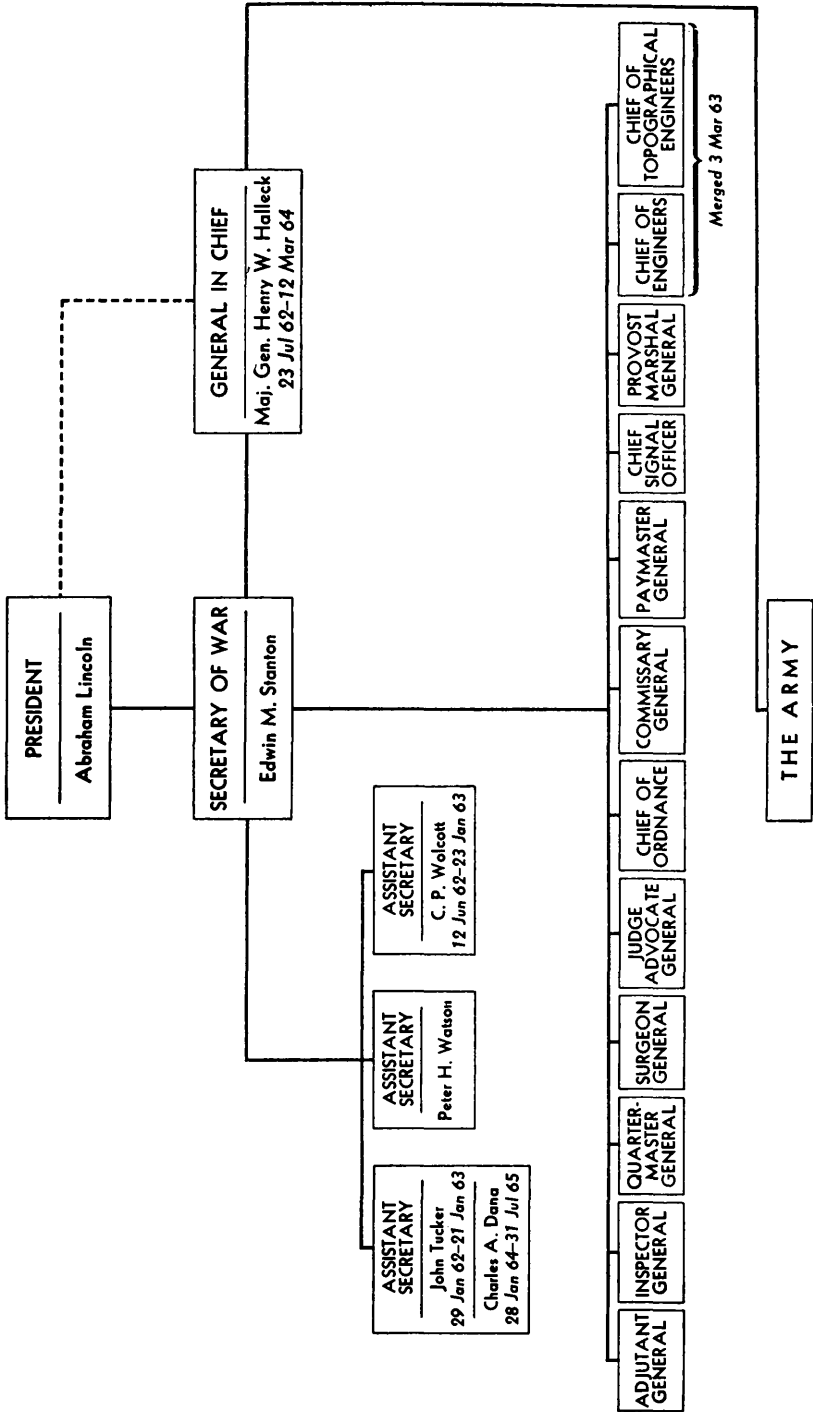 PRESIDENT
Abraham Lincoln
SECRETARY OF WAR
Edwin M. Stanton
GENERAL IN CHIEF
Maj. Gen. Henry W. Halleck
23 Jul 62–12 Mar 64
ASSISTANT
SECRETARY
John Tucker
29 Jan 62–21 Jan 63
Charles A. Dana
28 Jan 64–31 Jul 65
ASSISTANT
SECRETARY
Peter H. Watson
ASSISTANT
SECRETARY
C. P. Wolcott
12 Jun 62–23 Jan 63
ADJUTANT
GENERAL
INSPECTOR
GENERAL
QUARTER-
MASTER
GENERAL
SURGEON
GENERAL
JUDGE
ADVOCATE
GENERAL
CHIEF OF
ORDNANCE
COMMISSARY
GENERAL
PAYMASTER
GENERAL
CHIEF
SIGNAL
OFFICER
PROVOST
MARSHAL
GENERAL
CHIEF OF
ENGINEERS
CHIEF OF
TOPOGRAPHICAL
ENGINEERS
Merged 3 Mar 63
THE ARMY